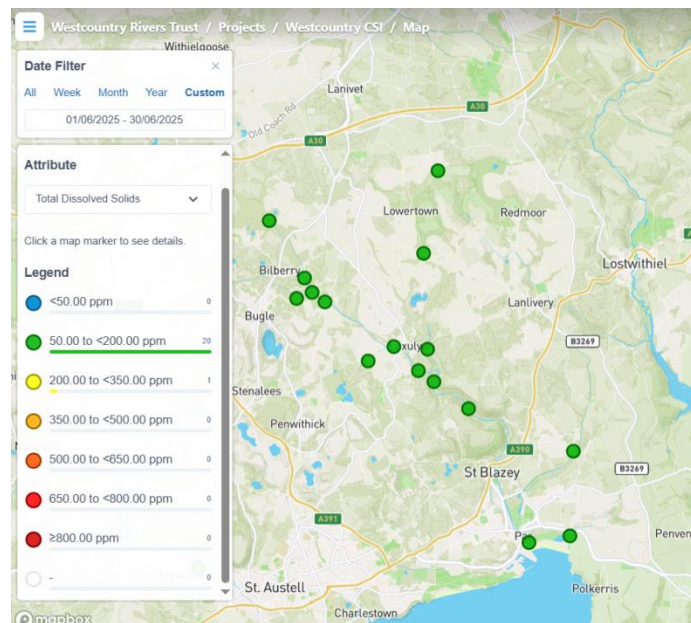 Westcountry Rivers Trust / Projects / Westcountry CSI / Map
Withielgoose
Date Filter ×
All Week Month Year Custom
01/06/2025 - 30/06/2025
Attribute
Total Dissolved Solids
Click a map marker to see details.
Legend
<50.00 ppm 0
50.00 to <200.00 ppm 20
200.00 to <350.00 ppm 1
350.00 to <500.00 ppm 0
500.00 to <650.00 ppm 0
650.00 to <800.00 ppm 0
≥800.00 ppm 0
- 0
Lanivet
A30
Old Coach Rd
A30
Lowertown
Redmoor
Lostwithiel
Bilberry
Lanlivery
Bugle
B3269
xuly
Stenalees
Penwithick
A390
St Blazey
B3269
A391
Pa
Penven
St. Austell
Polkerris
Charlestown
mapbox